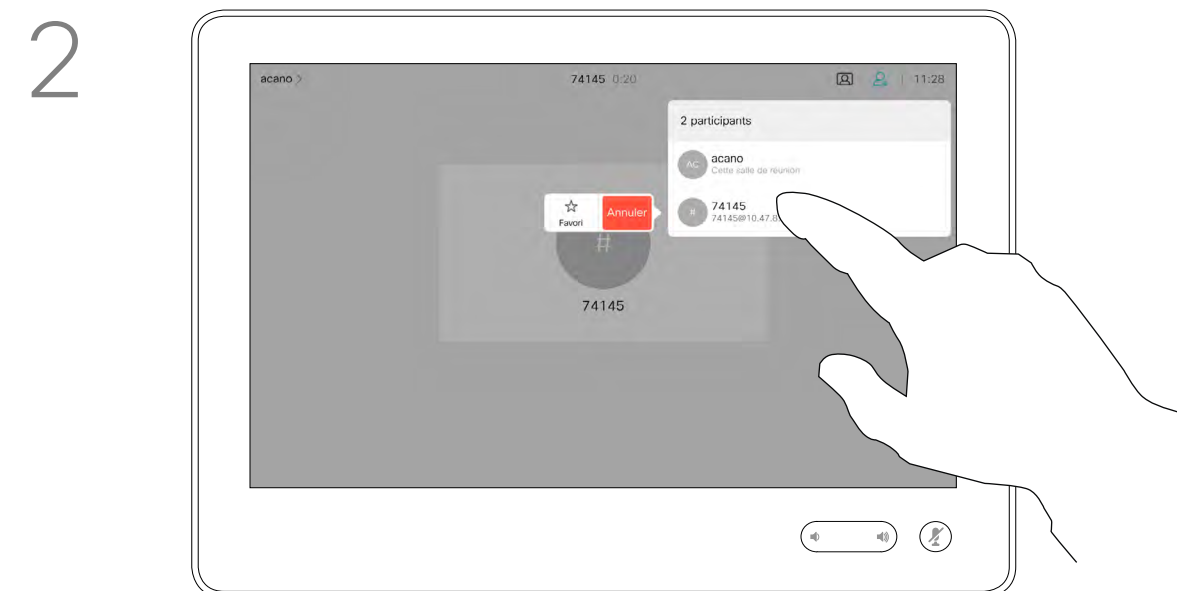 2
acano >
74145 0:20
11:28
2 participants
AC
acano
Cette salle de réunion
#
74145
74145@10.47.8
Favori
Annuler
#
74145